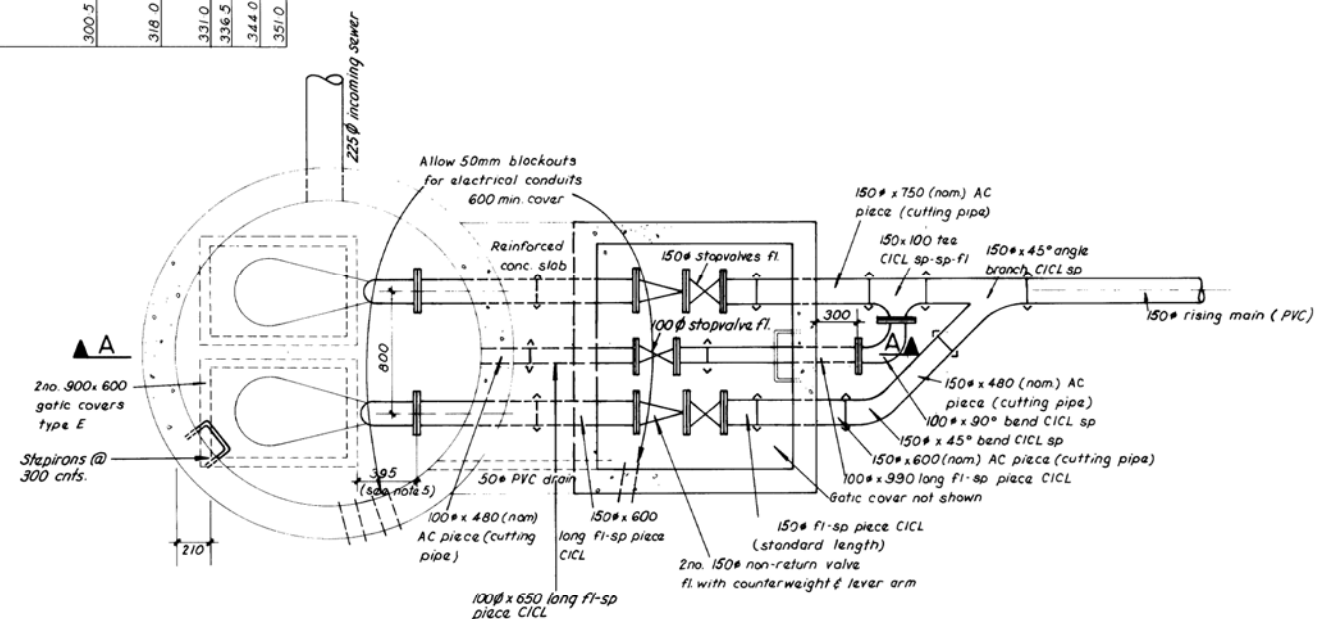 300.5
318.0
331.0
336.5
344.0
351.0
225ø incoming sewer
Allow 50mm blockouts
for electrical conduits
600 min. cover
Reinforced
conc. slab
150ø stopvalves fl.
150ø x 750 (nom.) AC
piece (cutting pipe)
150x100 tee
CICL sp-sp-fl
150ø x 45° angle
branch CICL sp
300
150ø rising main (PVC)
100ø stopvalve fl.
A
A
800
2no. 900x 600
gatic covers
type E
Stepirons @
300 cnts.
395
(see note 5)
50ø PVC drain
210
150ø x 480 (nom.) AC
piece (cutting pipe)
100ø x 90° bend CICL sp
150ø x 45° bend CICL sp
150ø x 600 (nom.) AC piece (cutting pipe)
100ø x 990 long fl-sp piece CICL
Gatic cover not shown
100ø x 480 (nom)
AC piece (cutting
pipe)
150ø x 600
long fl-sp piece
CICL
150ø fl-sp piece CICL
(standard length)
2no. 150ø non-return valve
fl. with counterweight & lever arm
100ø x 650 long fl-sp
piece CICL